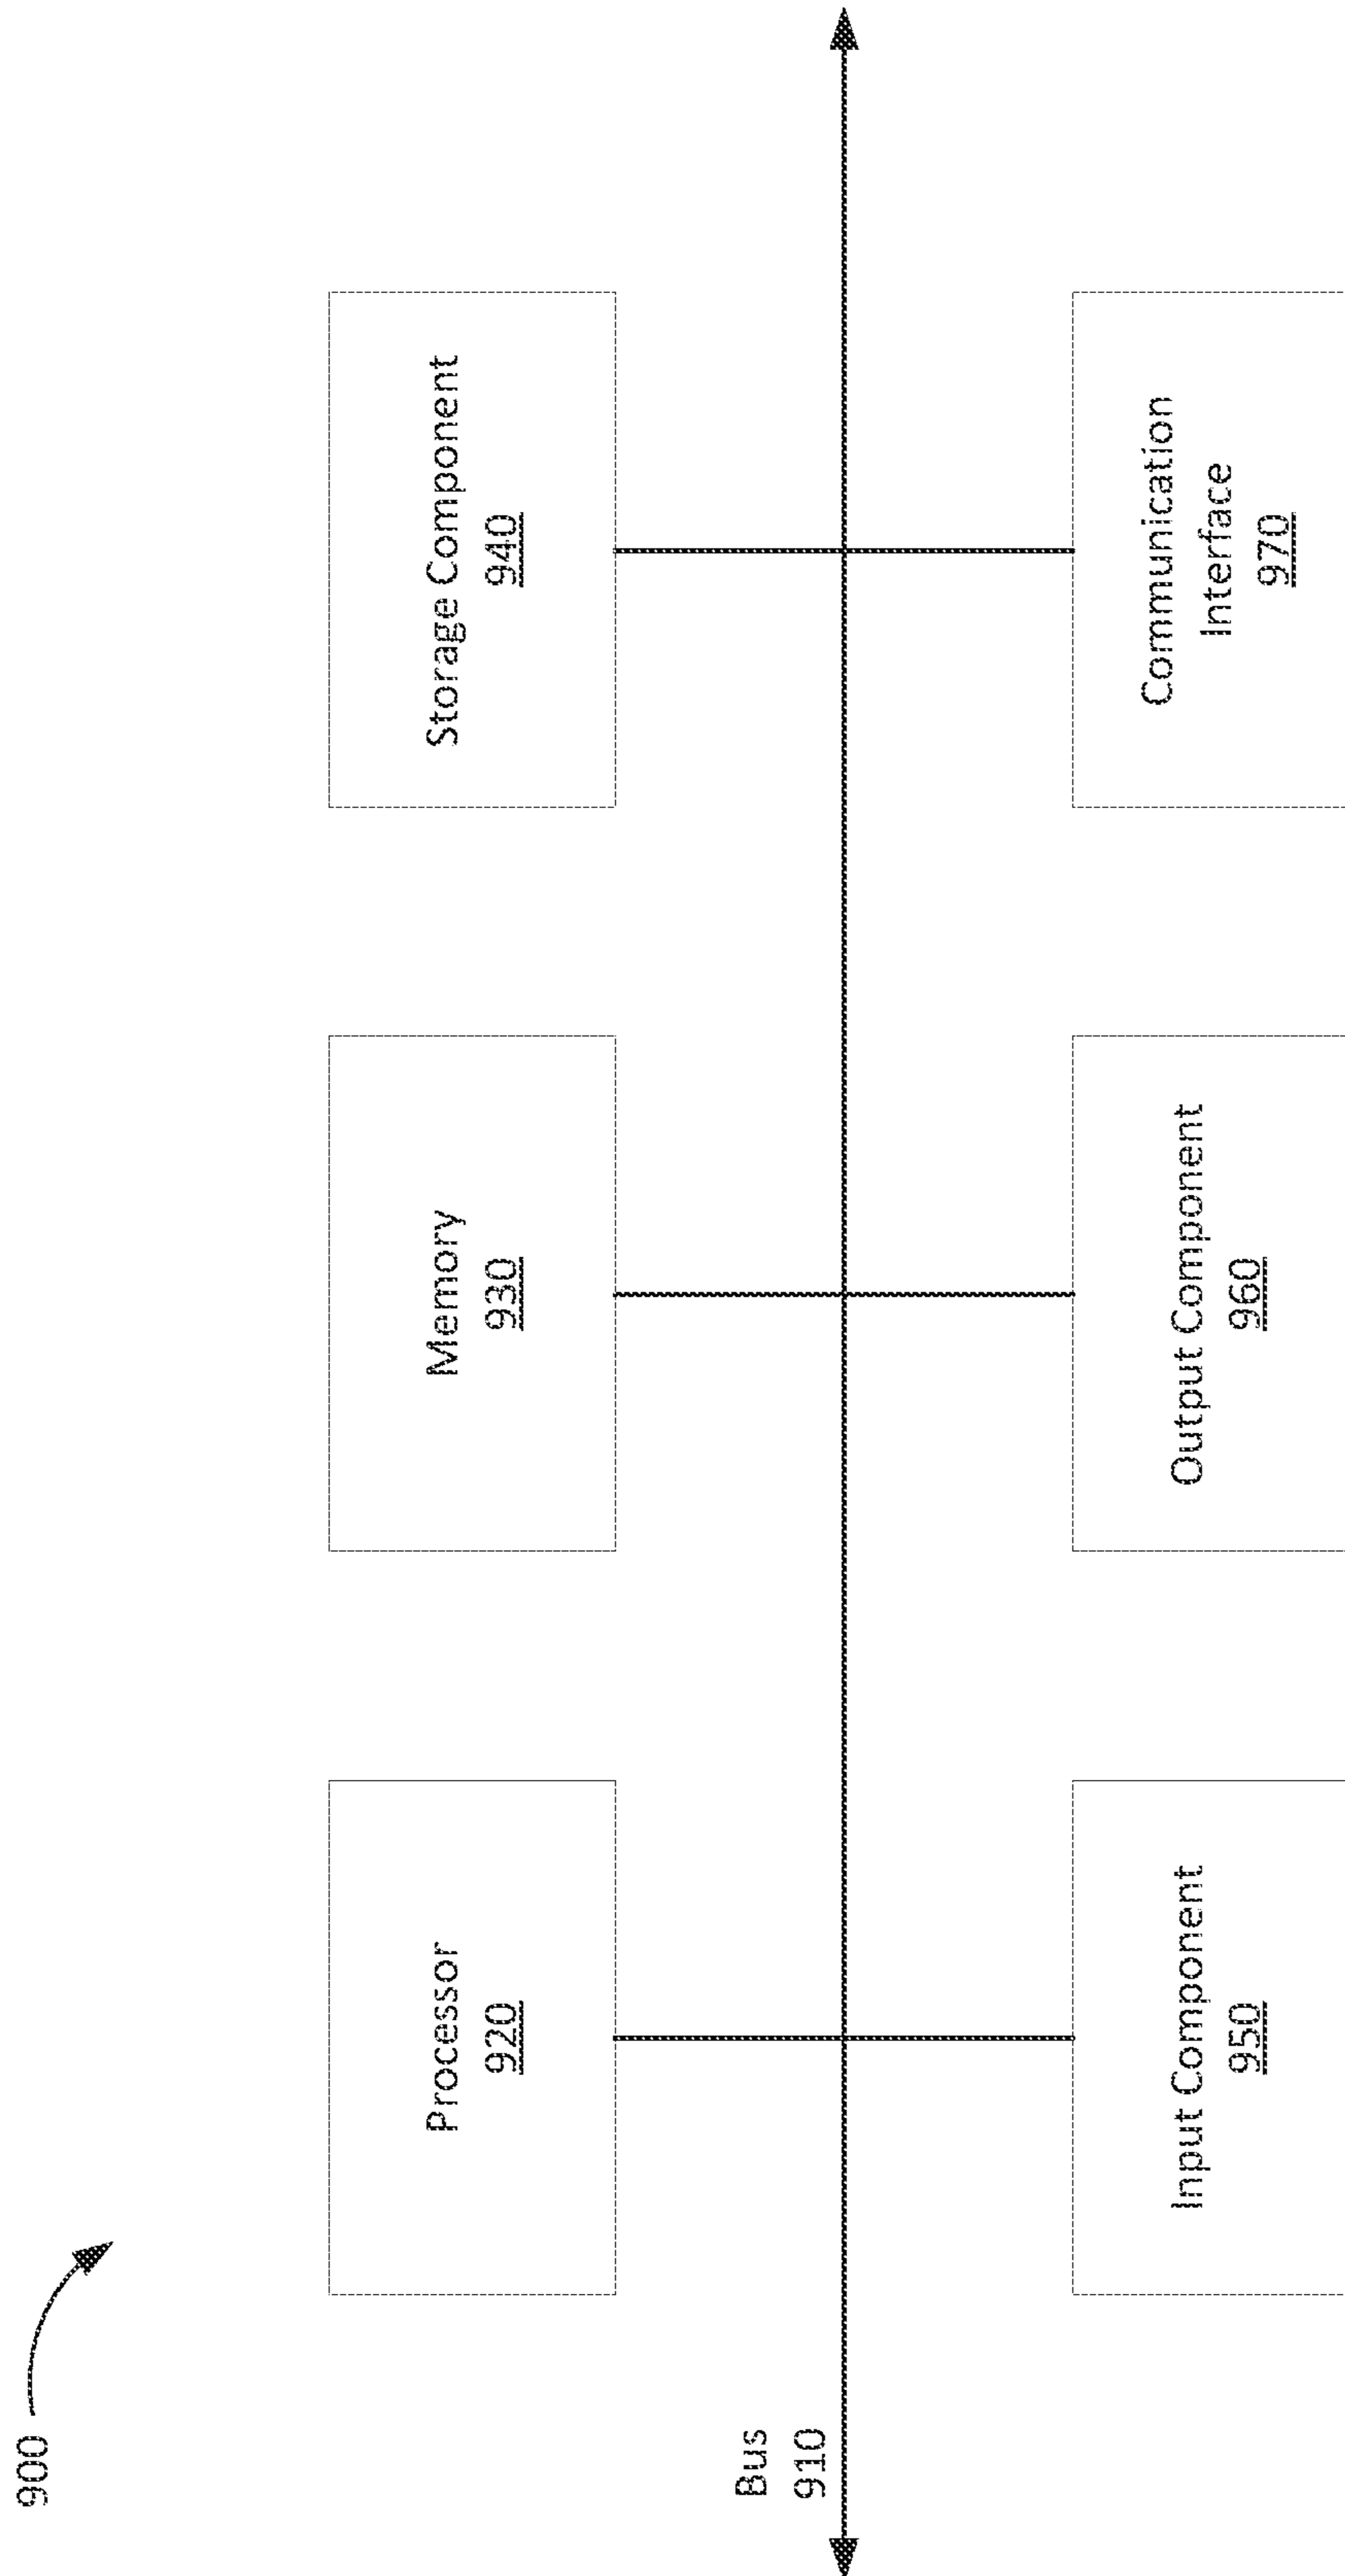 900
Processor
920
Memory
930
Storage Component
940
Bus
910
Input Component
950
Output Component
960
Communication
Interface
970